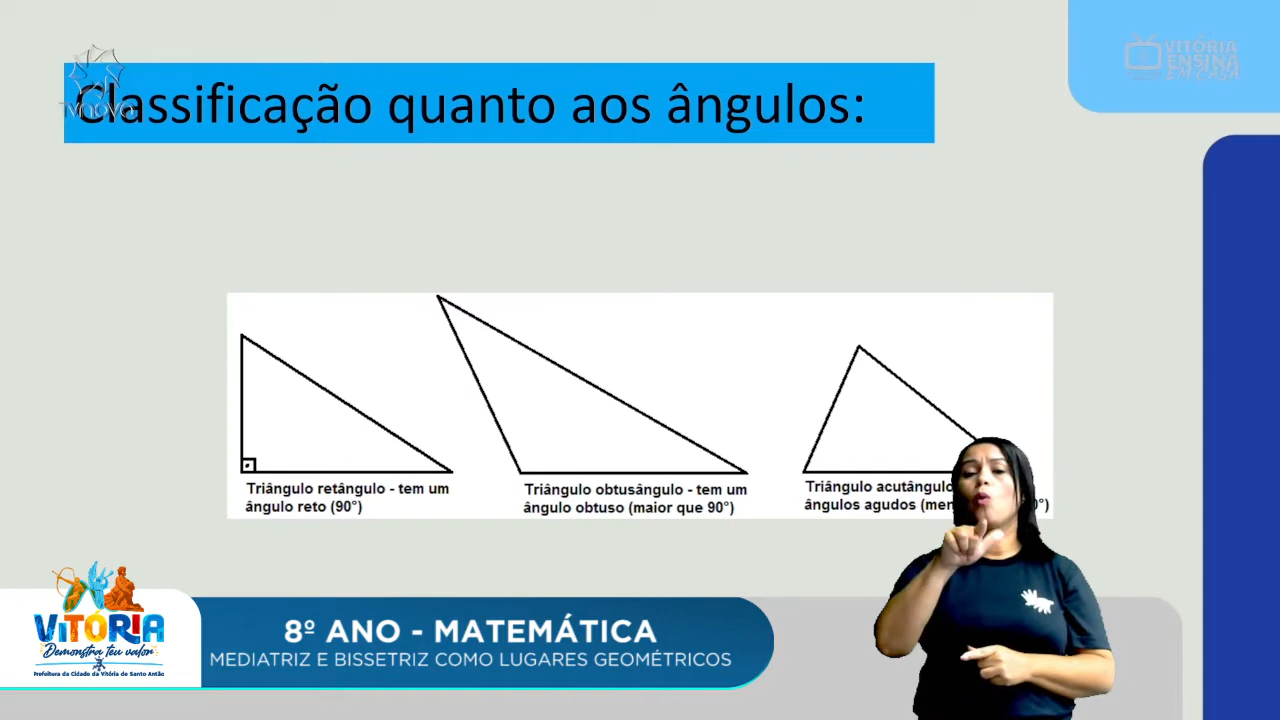 VITÓRIA
ENSINA
EM CASA
TVnova
Classificação quanto aos ângulos:
Triângulo retângulo - tem um
ângulo reto (90°)
Triângulo obtusângulo - tem um
ângulo obtuso (maior que 90°)
Triângulo acutângulo
ângulos agudos (men °)
VITÓRIA
Demonstra teu valor
Prefeitura da Cidade da Vitória de Santo Antão
8º ANO - MATEMÁTICA
MEDIATRIZ E BISSETRIZ COMO LUGARES GEOMÉTRICOS